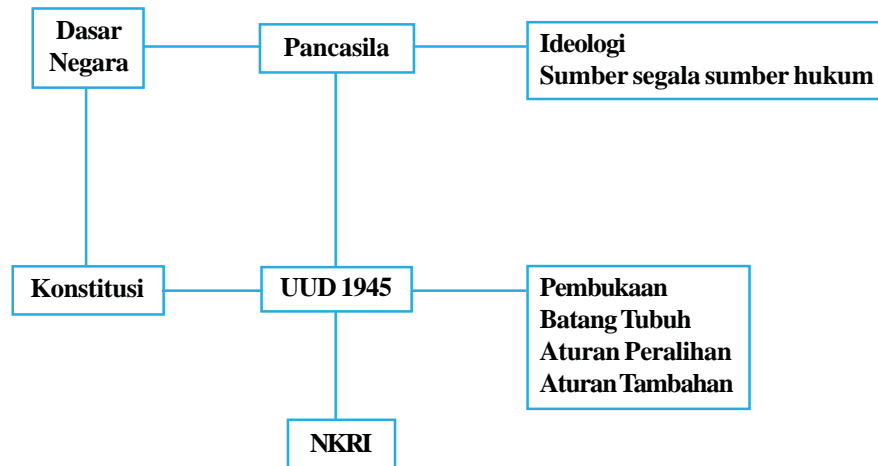 Dasar
Negara
Pancasila
Ideologi
Sumber segala sumber hukum
Konstitusi
UUD 1945
Pembukaan
Batang Tubuh
Aturan Peralihan
Aturan Tambahan
NKRI